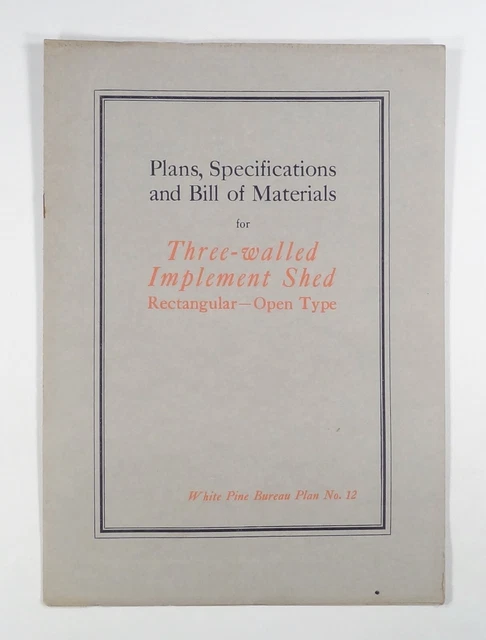 Plans, Specifications
and Bill of Materials
for
Three-walled
Implement Shed
Rectangular—Open Type
White Pine Bureau Plan No. 12